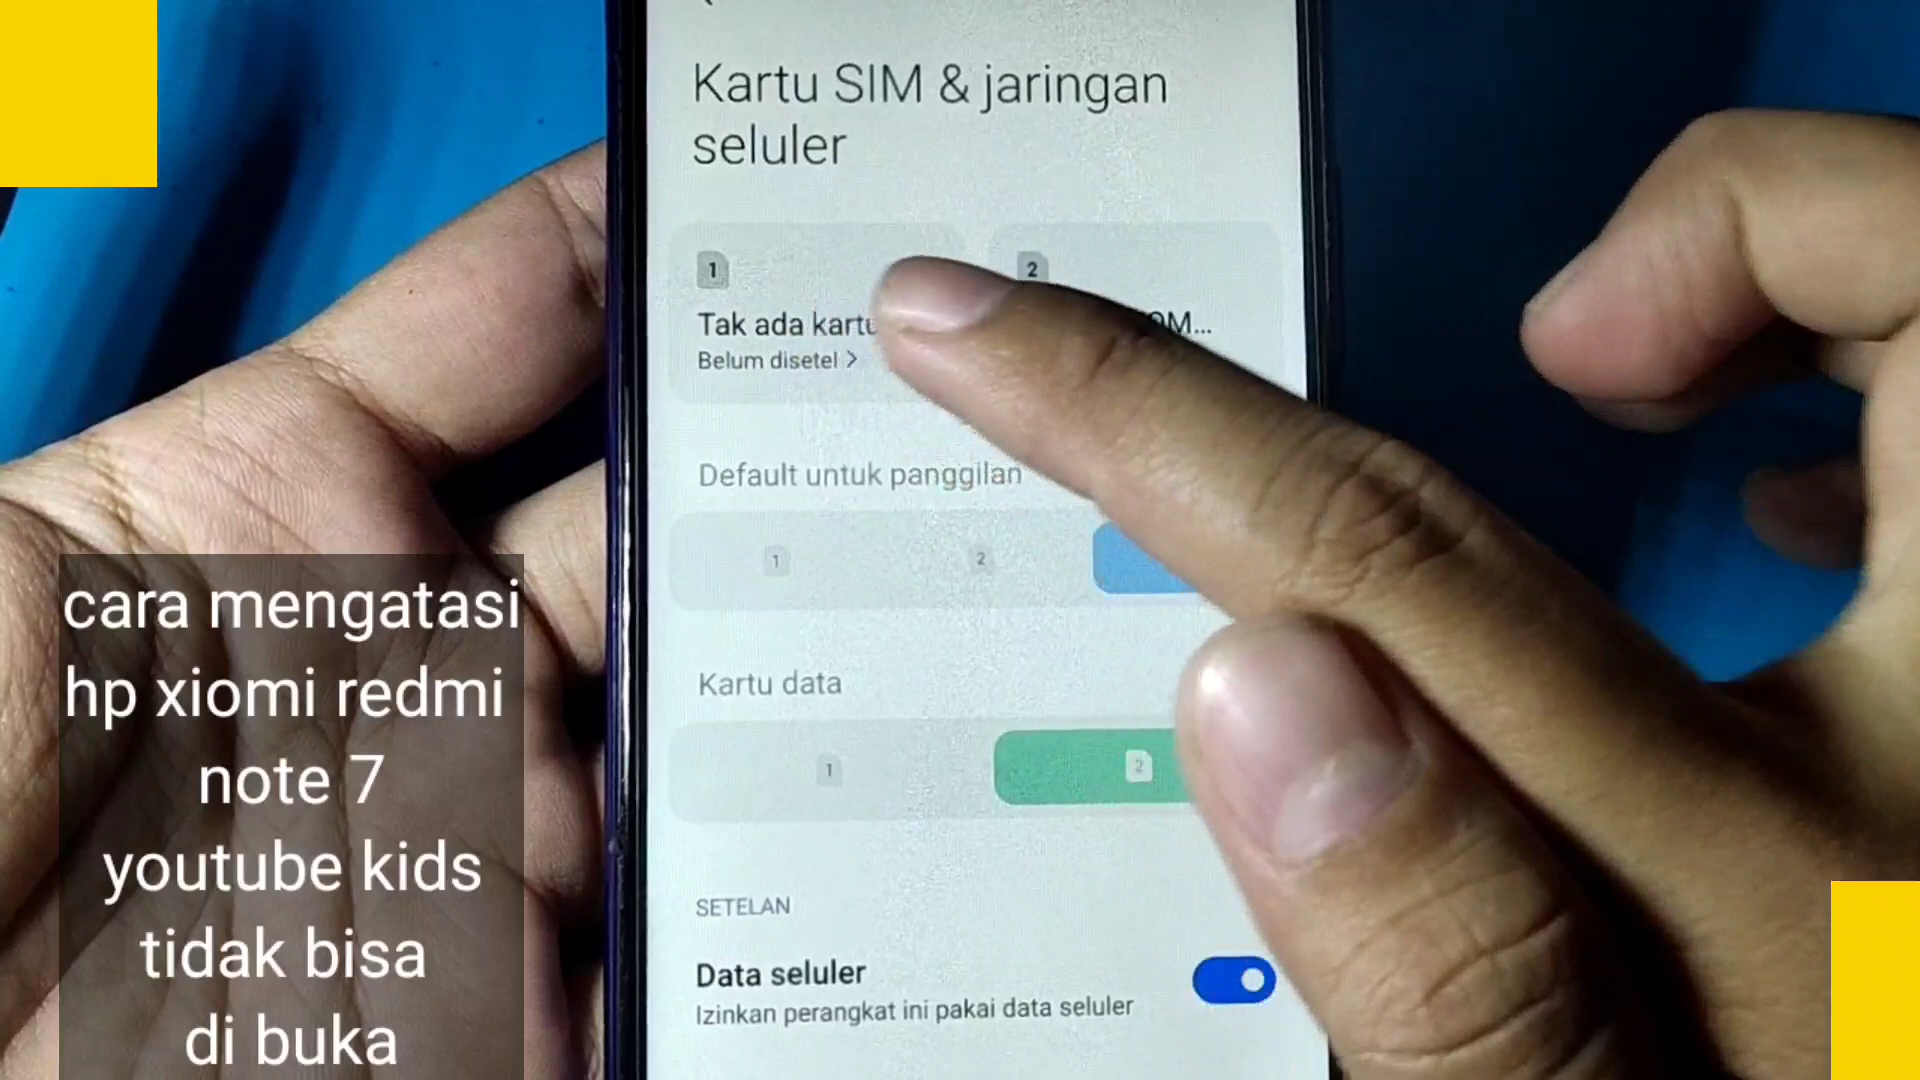 Kartu SIM & jaringan
seluler
1
2
Tak ada kartu
Belum disetel >
Default untuk panggilan
1
2
Kartu data
1
2
SETELAN
Data seluler
Izinkan perangkat ini pakai data seluler
cara mengatasi
hp xiomi redmi
note 7
youtube kids
tidak bisa
di buka